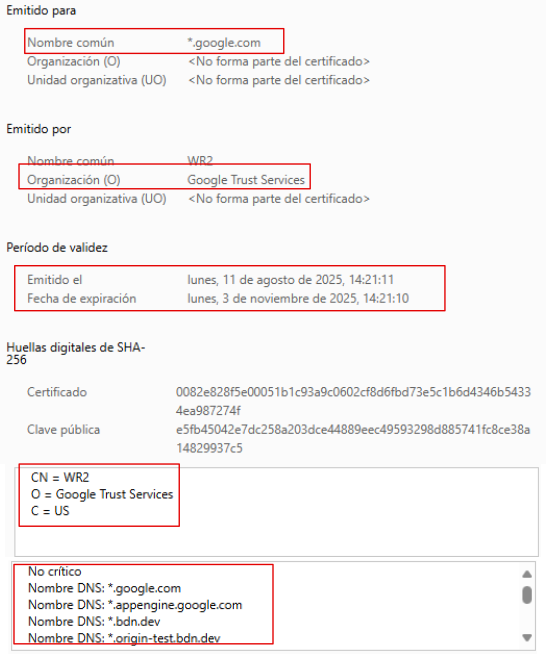 Emitido para
Nombre común *.google.com
Organización (O) <No forma parte del certificado>
Unidad organizativa (UO) <No forma parte del certificado>
Emitido por
Nombre común WR2
Organización (O) Google Trust Services
Unidad organizativa (UO) <No forma parte del certificado>
Período de validez
Emitido el lunes, 11 de agosto de 2025, 14:21:11
Fecha de expiración lunes, 3 de noviembre de 2025, 14:21:10
Huellas digitales de SHA-
256
Certificado 0082e828f5e00051b1c93a9c0602cf8d6fbd73e5c1b6d4346b5433
4ea987274f
Clave pública e5fb45042e7dc258a203dce44889eec49593298d885741fc8ce38a
14829937c5
CN = WR2
O = Google Trust Services
C = US
No crítico
Nombre DNS: *.google.com
Nombre DNS: *.appengine.google.com
Nombre DNS: *.bdn.dev
Nombre DNS: *.origin-test.bdn.dev